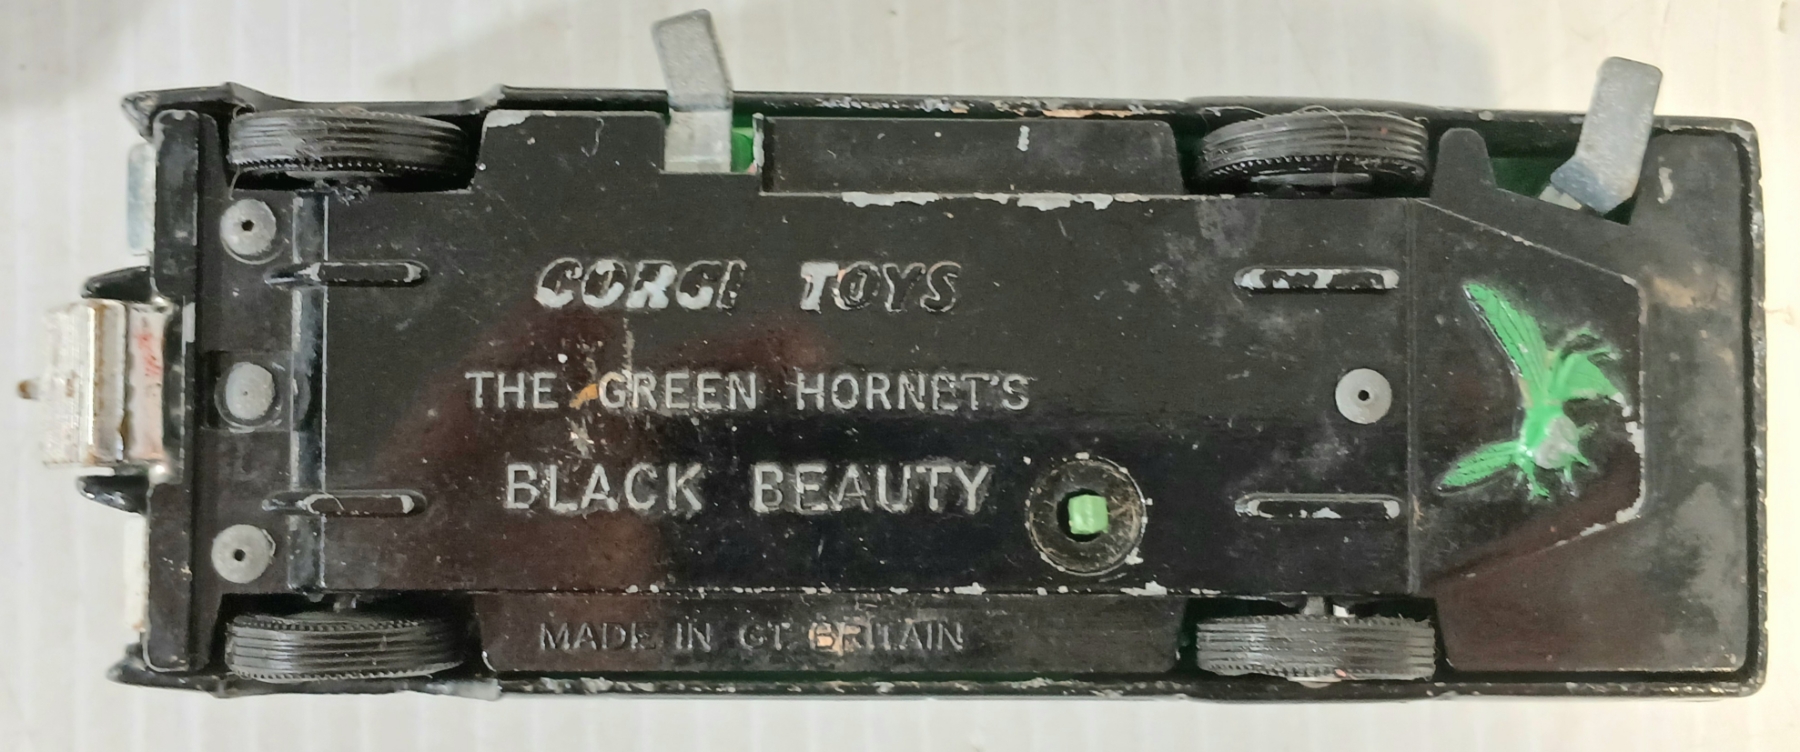 CORGI TOYS
THE GREEN HORNET'S
BLACK BEAUTY
MADE IN GT BRITAIN